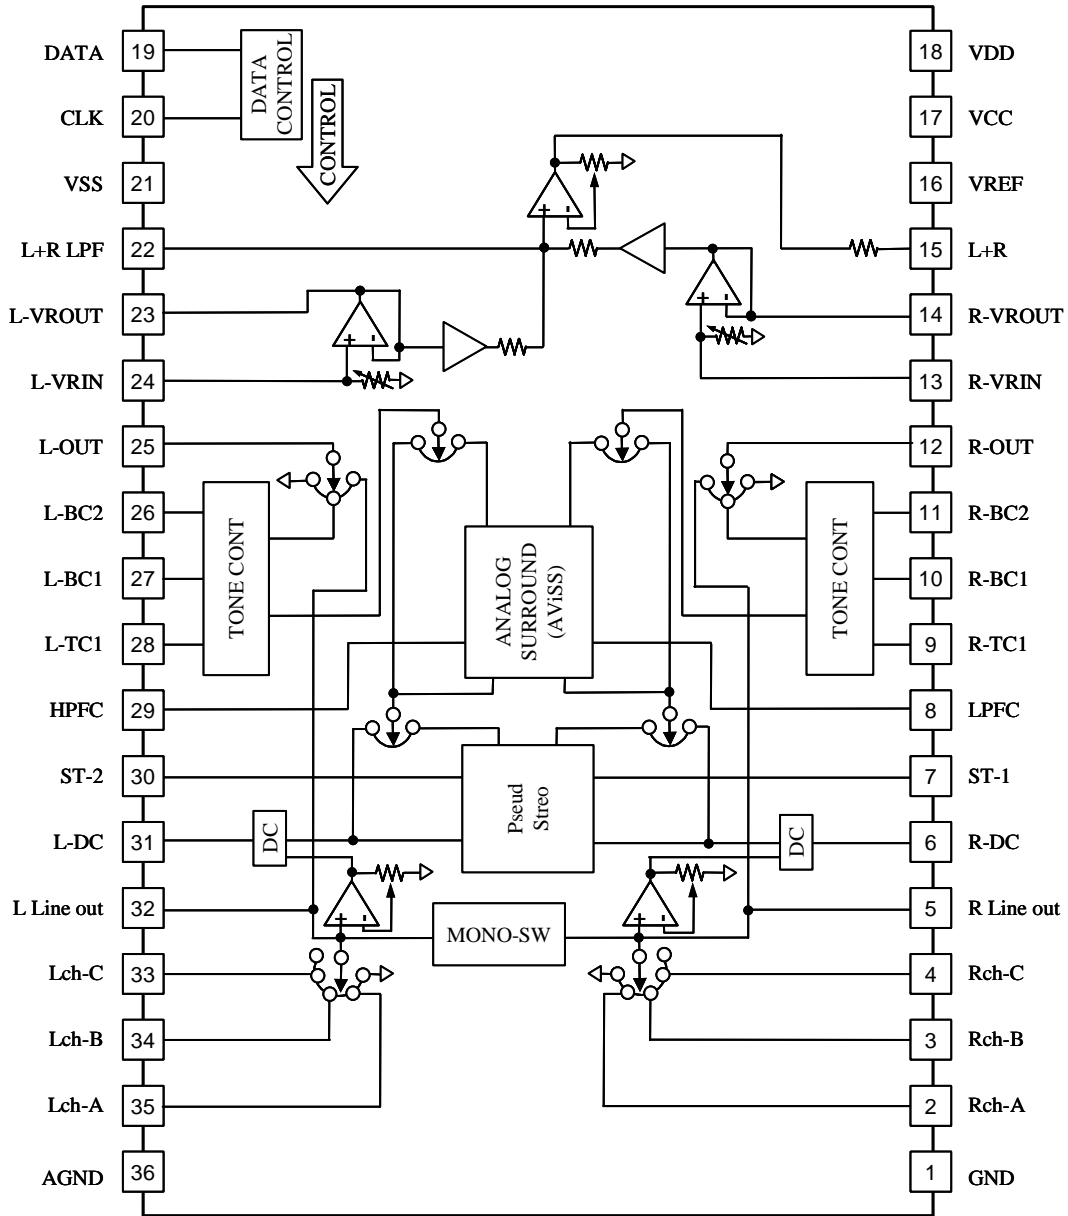 DATA 19 18 VDD
CLK 20 17 VCC
VSS 21 16 VREF
L+R LPF 22 15 L+R
L-VROUT 23 14 R-VROUT
L-VRIN 24 13 R-VRIN
L-OUT 25 12 R-OUT
L-BC2 26 11 R-BC2
L-BC1 27 10 R-BC1
L-TC1 28 9 R-TC1
HPFC 29 8 LPFC
ST-2 30 7 ST-1
L-DC 31 6 R-DC
L Line out 32 5 R Line out
Lch-C 33 4 Rch-C
Lch-B 34 3 Rch-B
Lch-A 35 2 Rch-A
AGND 36 1 GND
DATA
CONTROL
CONTROL
+ -
+ -
+ -
TONE CONT
ANALOG
SURROUND
(AViSS)
TONE CONT
Pseud
Streo
DC
DC
+ -
+ -
MONO-SW